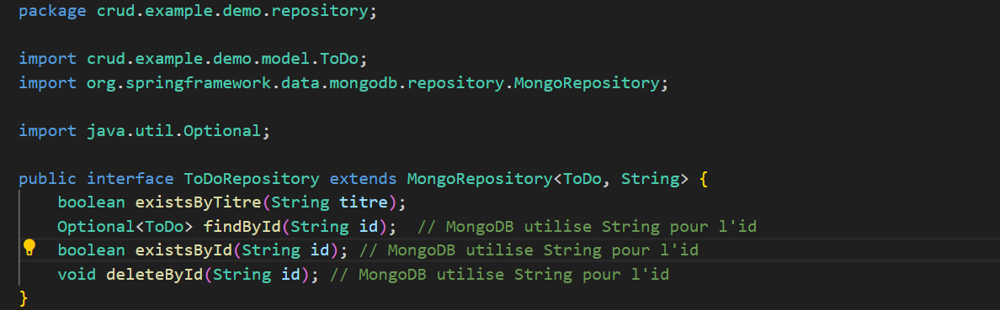 package crud.example.demo.repository;
import crud.example.demo.model.ToDo;
import org.springframework.data.mongodb.repository.MongoRepository;
import java.util.Optional;
public interface ToDoRepository extends MongoRepository<ToDo, String> {
boolean existsByTitre(String titre);
Optional<ToDo> findById(String id);  // MongoDB utilise String pour l'id
boolean existsById(String id); // MongoDB utilise String pour l'id
void deleteById(String id); // MongoDB utilise String pour l'id
}